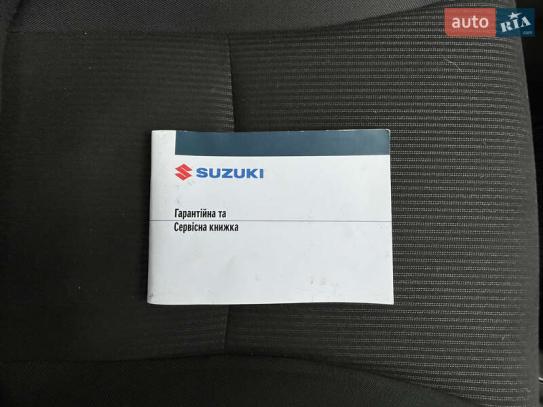 auto RIA
SUZUKI
Гарантійна та
Сервісна книжка